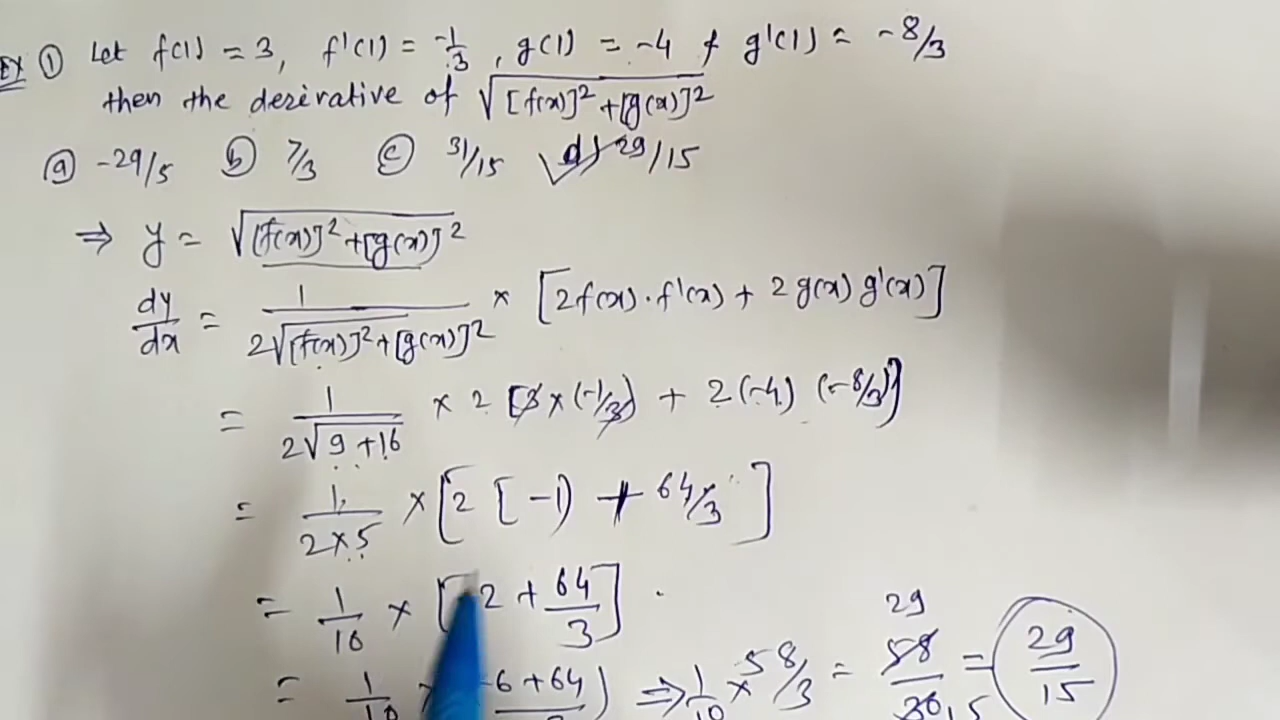 Ex ① Let f(1) = 3, f'(1) = -1/3, g(1) = -4 & g'(1) = -8/3
then the derivative of √[f(x)]² + [g(x)]²
ⓐ -29/5 ⓑ 7/3 ⓒ 31/15 d) 29/15
⇒ y = √[f(x)]² + [g(x)]²
dy/dx = 1/2√[f(x)]² + [g(x)]² × [2f(x)·f'(x) + 2g(x) g'(x)]
= 1/2√9+16 × 2 [3 × (-1/3) + 2(-4) (-8/3)]
= 1/2×5 × [2 [-1) + 64/3]
= 1/10 × [2 + 64/3]
= 1/10 × -6+64) ⇒ 1/10 × 58/3 = 29 58/30 15 = 29/15